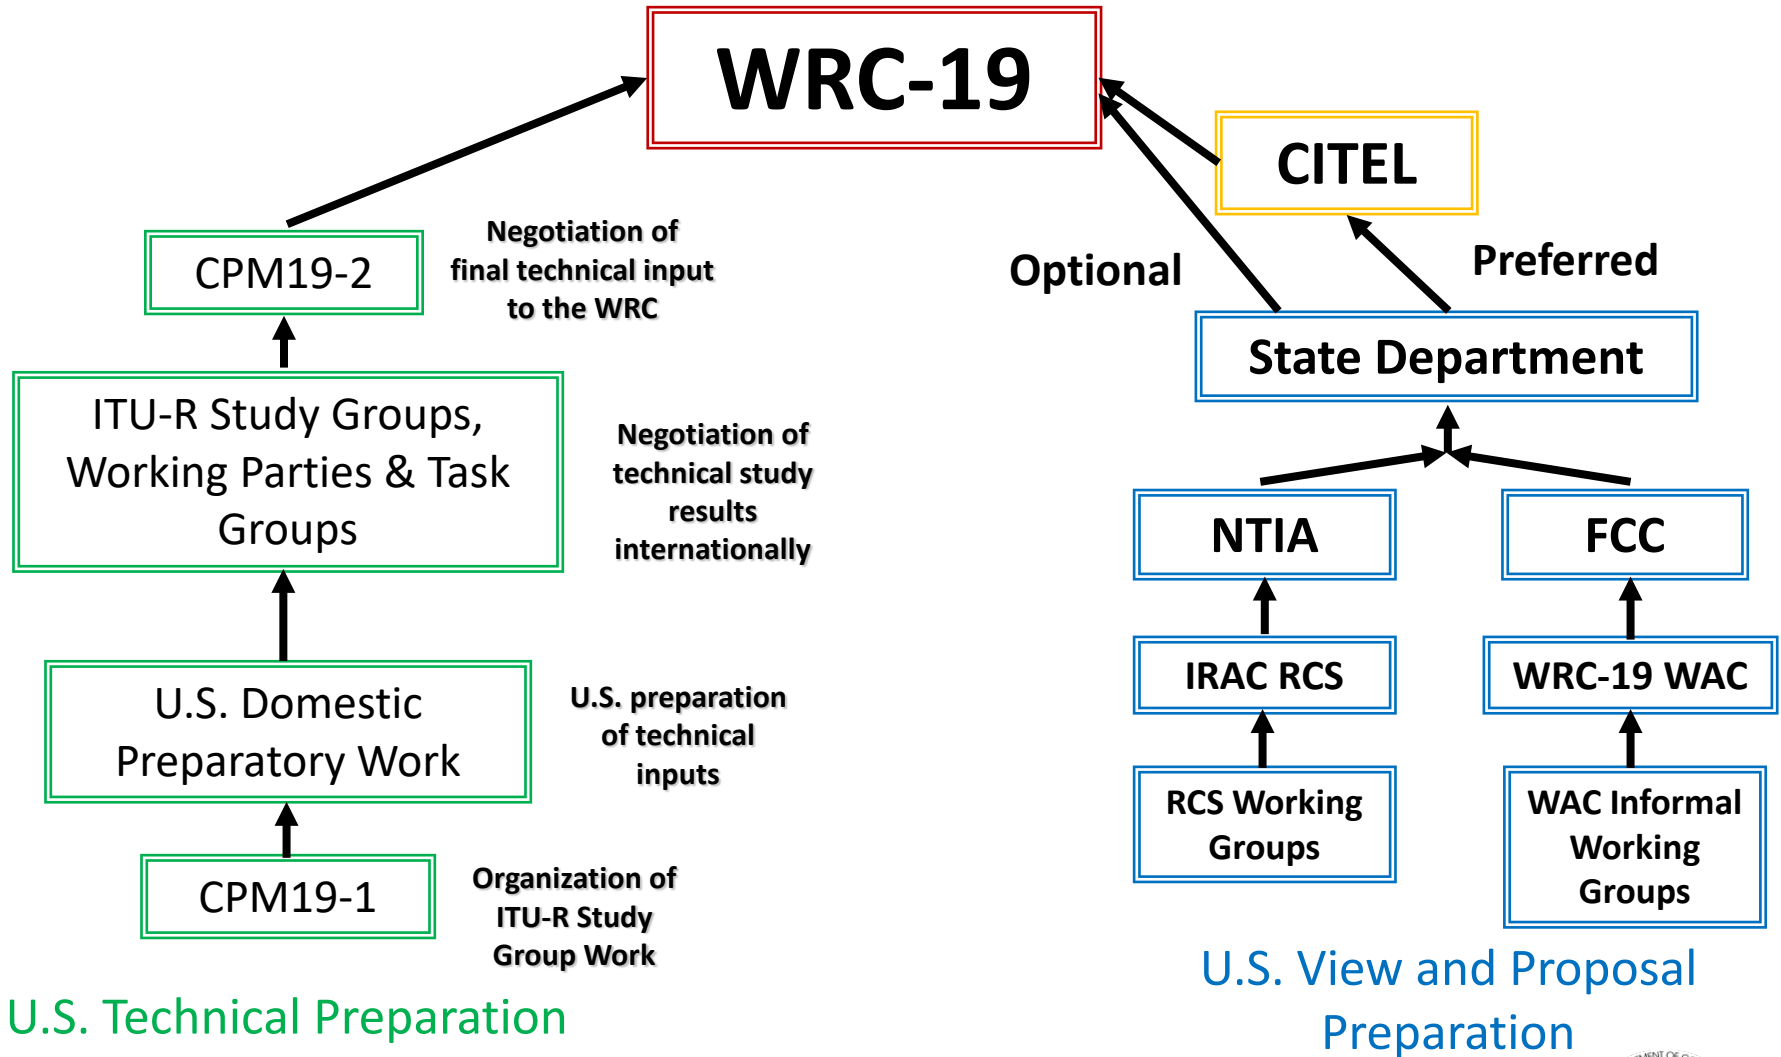 WRC-19
CITEL
Optional
Preferred
CPM19-2
Negotiation of
final technical input
to the WRC
State Department
ITU-R Study Groups,
Working Parties & Task
Groups
Negotiation of
technical study
results
internationally
NTIA
FCC
IRAC RCS
WRC-19 WAC
U.S. Domestic
Preparatory Work
U.S. preparation
of technical
inputs
RCS Working
Groups
WAC Informal
Working
Groups
CPM19-1
Organization of
ITU-R Study
Group Work
U.S. Technical Preparation
U.S. View and Proposal
Preparation